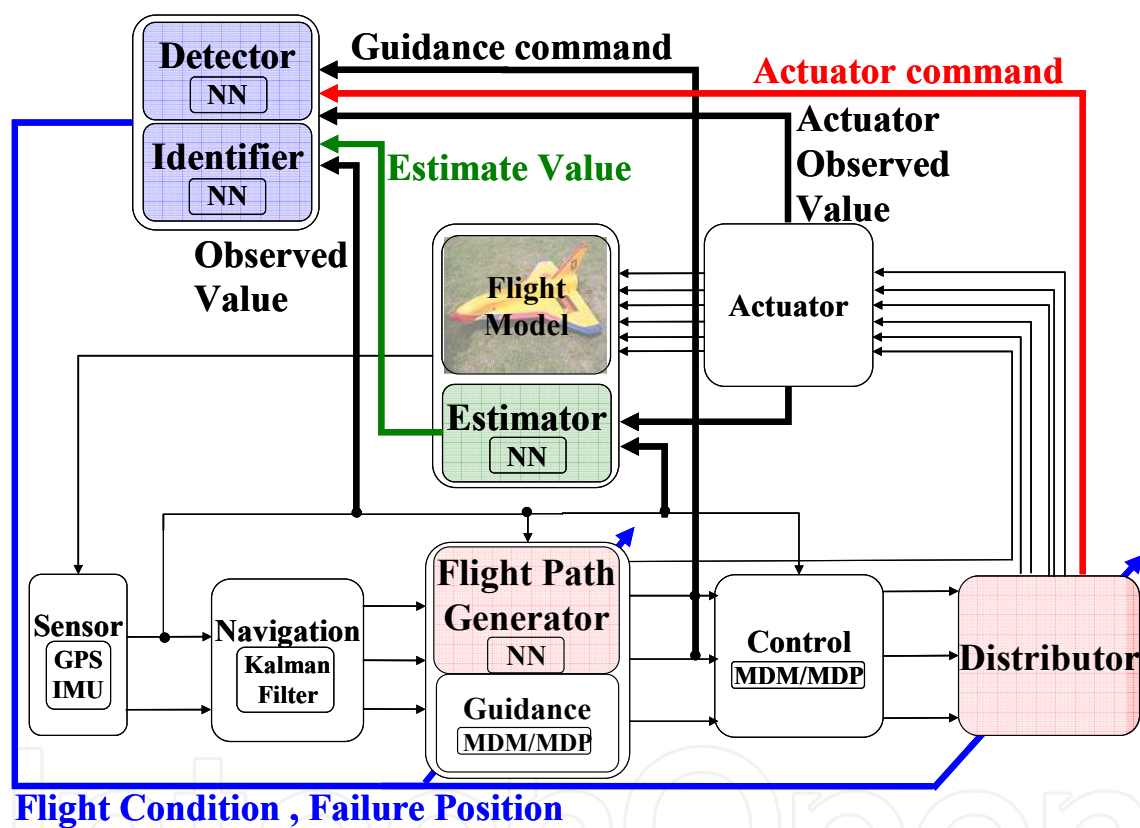 Detector
NN
Identifier
NN
Guidance command
Actuator command
Actuator
Observed
Value
Estimate Value
Observed
Value
Flight
Model
Actuator
Estimator
NN
Sensor
GPS
IMU
Navigation
Kalman
Filter
Flight Path
Generator
NN
Guidance
MDM/MDP
Control
MDM/MDP
Distributor
Flight Condition , Failure Position